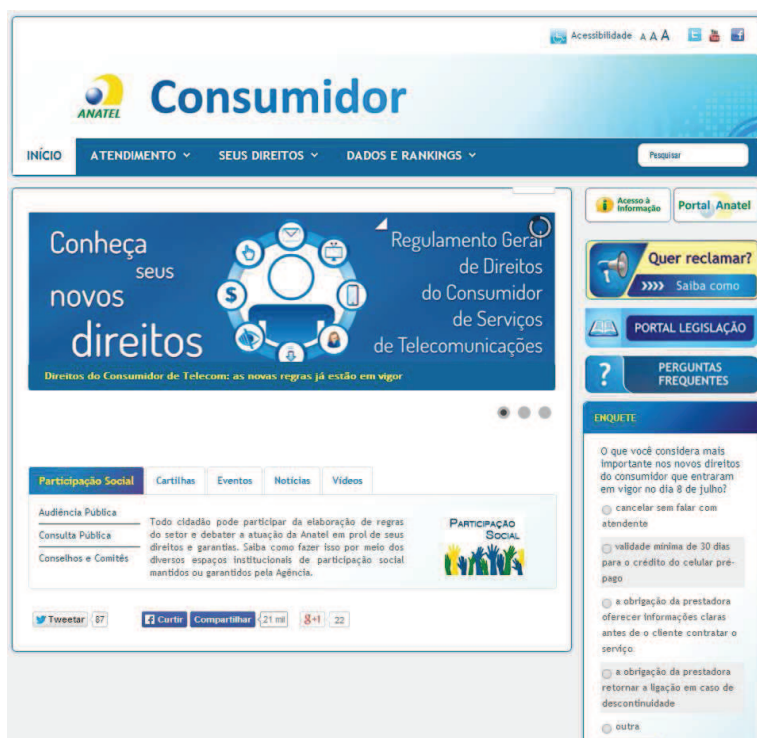 Acessibilidade A A A
ANATEL
Consumidor
INÍCIO ATENDIMENTO SEUS DIREITOS DADOS E RANKINGS
Pesquisar
Conheça
seus
novos
direitos
Regulamento Geral
de Direitos
do Consumidor
de Serviços
de Telecomunicações
Direitos do Consumidor de Telecom: as novas regras já estão em vigor
Participação Social Cartilhas Eventos Notícias Vídeos
Audiência Pública
Consulta Pública
Conselhos e Comitês
Todo cidadão pode participar da elaboração de regras
do setor e debater a atuação da Anatel em prol de seus
direitos e garantias. Saiba como fazer isso por meio dos
diversos espaços institucionais de participação social
mantidos ou garantidos pela Agência.
PARTICIPAÇÃO
SOCIAL
Tweetar 87 Curtir Compartilhar 21 mil g+1 22
Acesso à
Informação
Portal Anatel
Quer reclamar?
»»» Saiba como
PORTAL LEGISLAÇÃO
? PERGUNTAS
FREQUENTES
ENQUETE
O que você considera mais
importante nos novos direitos
do consumidor que entraram
em vigor no dia 8 de julho?
cancelar sem falar com
atendente
validade mínima de 30 dias
para o crédito do celular pré-
pago
a obrigação da prestadora
oferecer informações claras
antes de o cliente contratar o
serviço
a obrigação da prestadora
retornar a ligação em caso de
descontinuidade
outra